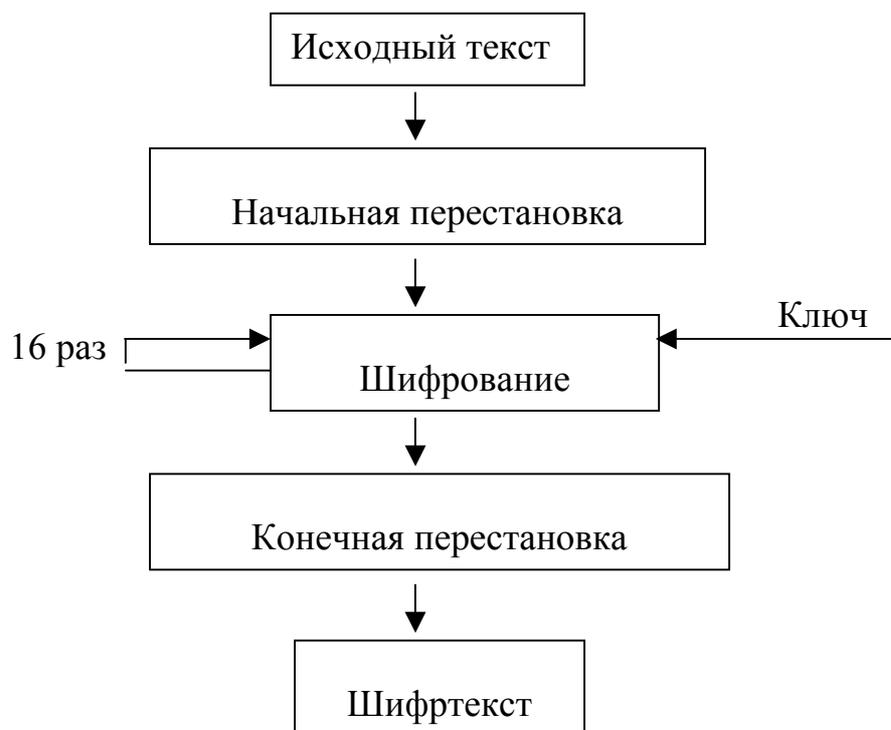 Исходный текст
Начальная перестановка
Ключ
16 раз
Шифрование
Конечная перестановка
Шифртекст